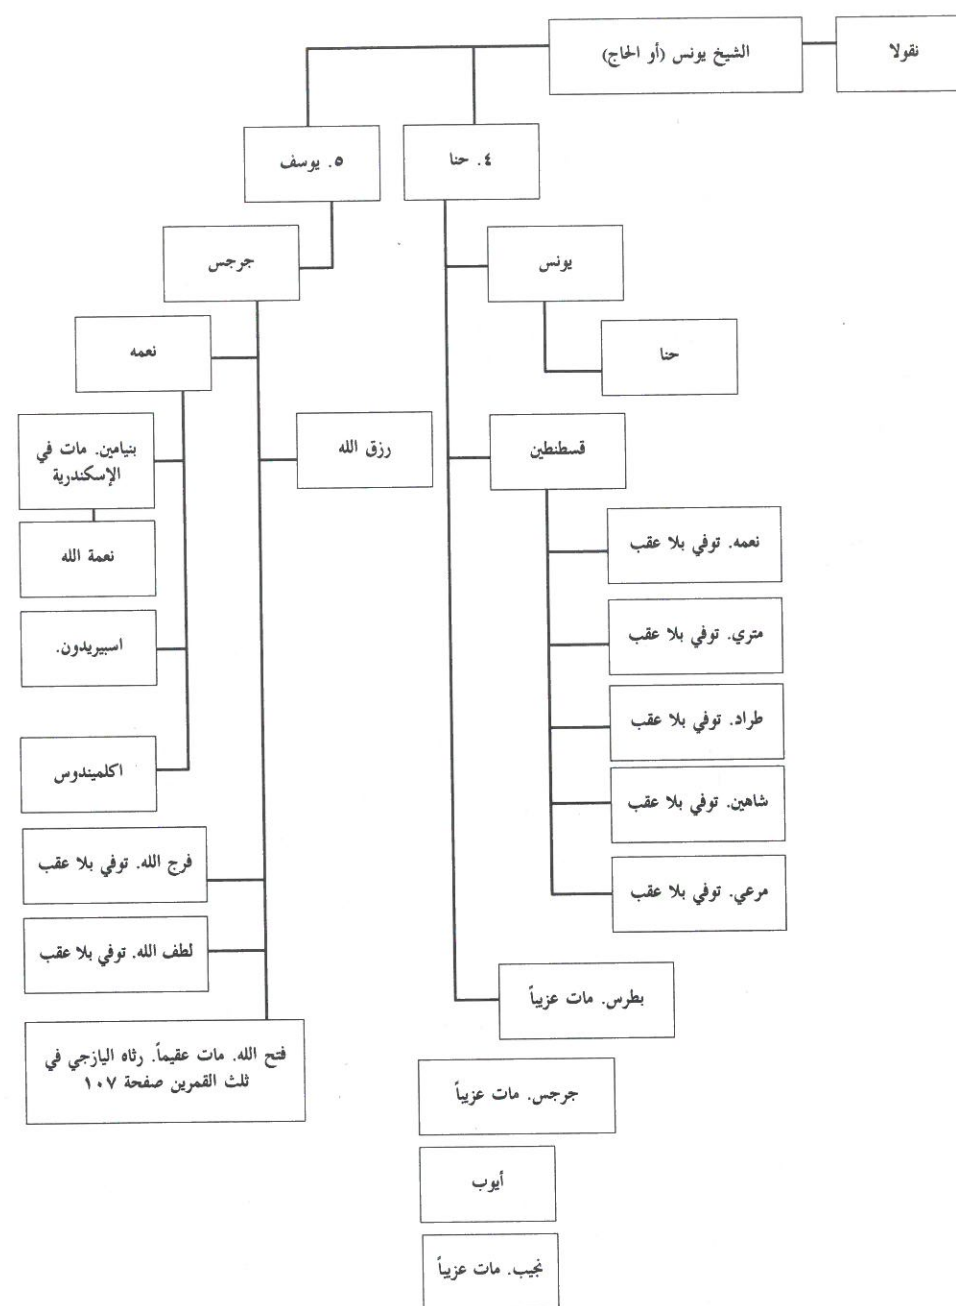 نقولا
الشيخ يونس (أو الحاج)
٤. حنا
٥. يوسف
يونس
جرجس
حنا
نعمه
قسطنطين
رزق الله
بنيامين. مات في
الإسكندرية
نعمه. توفي بلا عقب
نعمة الله
متري. توفي بلا عقب
اسبيريدون.
طراد. توفي بلا عقب
شاهين. توفي بلا عقب
اكلميندوس
مرعي. توفي بلا عقب
فرج الله. توفي بلا عقب
لطف الله. توفي بلا عقب
بطرس. مات عزيباً
فتح الله. مات عقيماً. رثاه اليازجي في
ثلث القمرين صفحة ١٠٧
جرجس. مات عزيباً
أيوب
نجيب. مات عزيباً